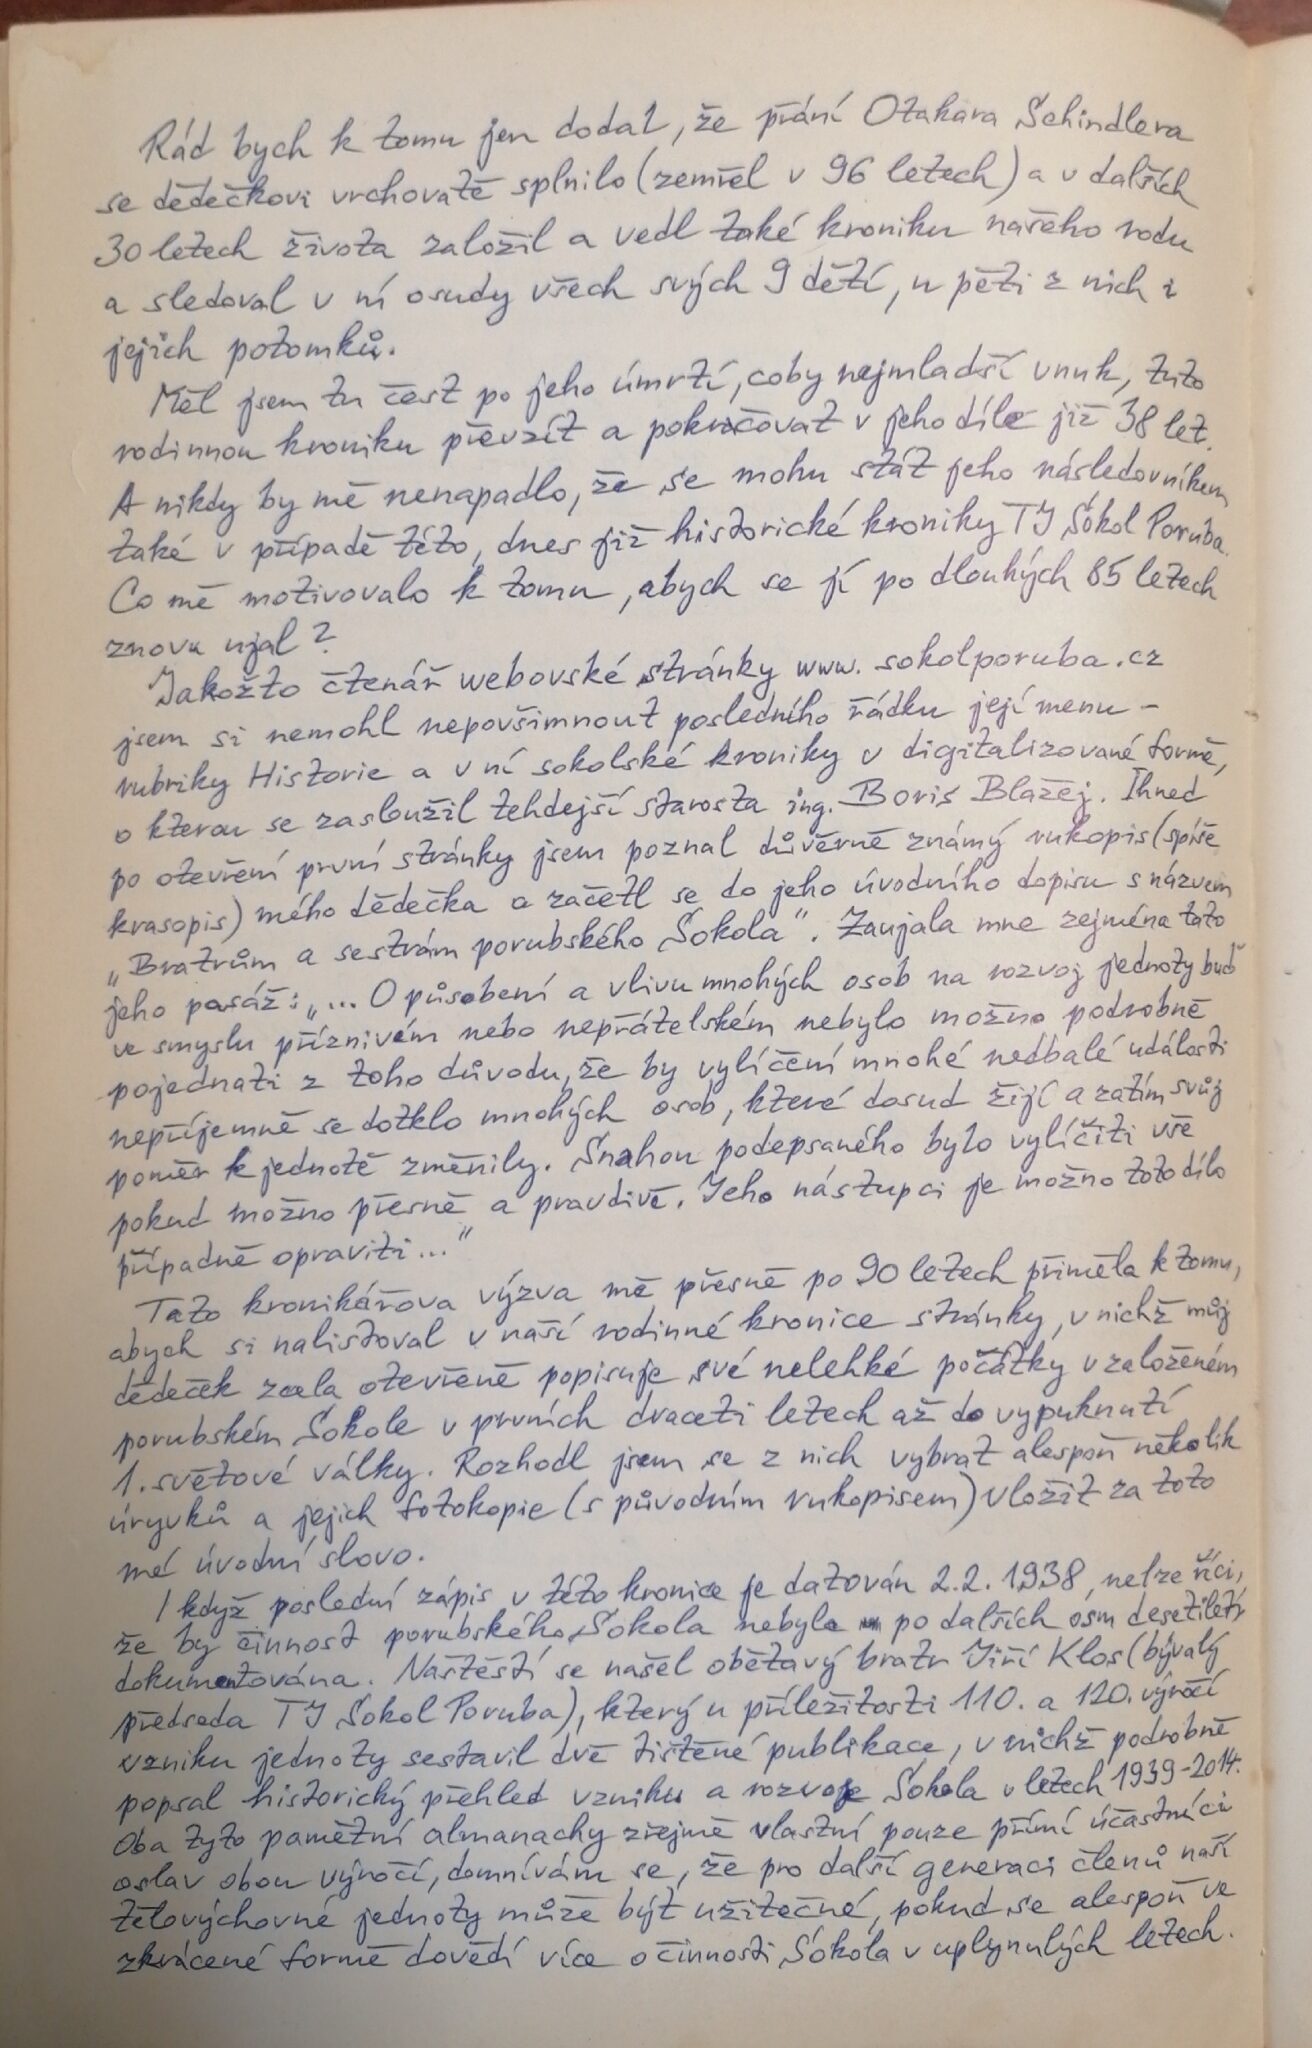 Rád bych k tomu jen dodal, že přání Otakara Schindlera
se dědečkovi vrchovatě splnilo (zemřel v 96 letech) a v dalších
30 letech života založil a vedl také kroniku našeho rodu
a sledoval v ní osudy všech svých 9 dětí, u pěti z nich i
jejich potomků.
Měl jsem tu čest po jeho úmrtí, coby nejmladší vnuk, tuto
rodinnou kroniku převzít a pokračovat v jeho díle již 38 let.
A nikdy by mě nenapadlo, že se mohu stát jeho následovníkem
také v případě této, dnes již historické kroniky TJ Sokol Poruba.
Co mě motivovalo k tomu, abych se jí po dlouhých 85 letech
znovu ujal?
Jakožto čtenář webovské stránky www.sokolporuba.cz
jsem si nemohl nepovšimnout posledního řádku její menu -
rubriky Historie a v ní sokolské kroniky v digitalizované formě,
o kterou se zasloužil tehdejší starosta ing. Boris Blažej. Ihned
po otevření první stránky jsem poznal důvěrně známý rukopis (spíše
krasopis) mého dědečka a začetl se do jeho úvodního dopisu s názvem
„Bratrům a sestrám porubského Sokola“. Zaujala mne zejména tato
jeho pasáž: „... O působení a vlivu mnohých osob na rozvoj jednoty buď
ve smyslu příznivém nebo nepřátelském nebylo možno podrobně
pojednati z toho důvodu, že by vylíčení mnohé nedbalé události
nepříjemně se dotklo mnohých osob, které dosud žijí a zatím svůj
poměr k jednotě změnily. Snahou podepsaného bylo vylíčiti vše
pokud možno přesně a pravdivě. Jeho nástupci je možno toto dílo
případně opraviti...“
Tato kronikářova výzva mě přesně po 90 letech přiměla k tomu,
abych si nalistoval v naší rodinné kronice stránky, v nichž můj
dědeček zcela otevřeně popisuje své nelehké počátky v založeném
porubském Sokole v prvních dvaceti letech až do vypuknutí
1. světové války. Rozhodl jsem se z nich vybrat alespoň několik
úryvků a jejich fotokopie (s původním rukopisem) vložit za toto
mé úvodní slovo.
I když poslední zápis v této kronice je datován 2.2.1938, nelze říci,
že by činnost porubského Sokola nebyla po dalších osm desetiletí
dokumentována. Naštěstí se našel obětavý bratr Jiří Klos (bývalý
předseda TJ Sokol Poruba), který u příležitosti 110. a 120. výročí
vzniku jednoty sestavil dvě tištěné publikace, v nichž podrobně
popsal historický přehled vzniku a rozvoje Sokola v letech 1939-2014.
Oba tyto pamětní almanachy zřejmě vlastní pouze přímí účastníci
oslav obou výročí, domnívám se, že pro další generaci členů naší
tělovýchovné jednoty může být užitečné, pokud se alespoň ve
zkrácené formě dovědí více o činnosti Sokola v uplynulých letech.